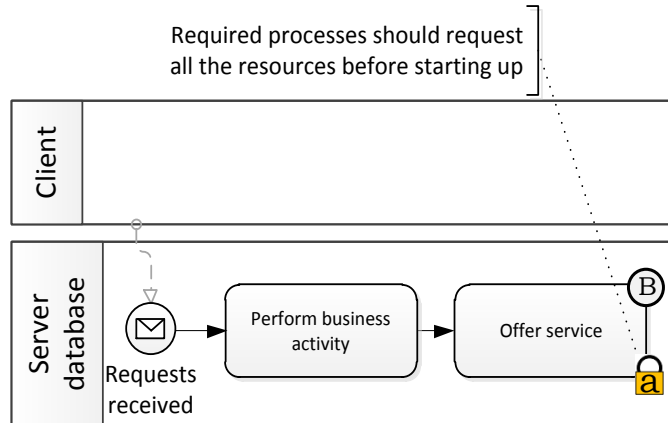 Required processes should request
all the resources before starting up
Client
Server
database
Requests
received
Perform business
activity
Offer service
B
a